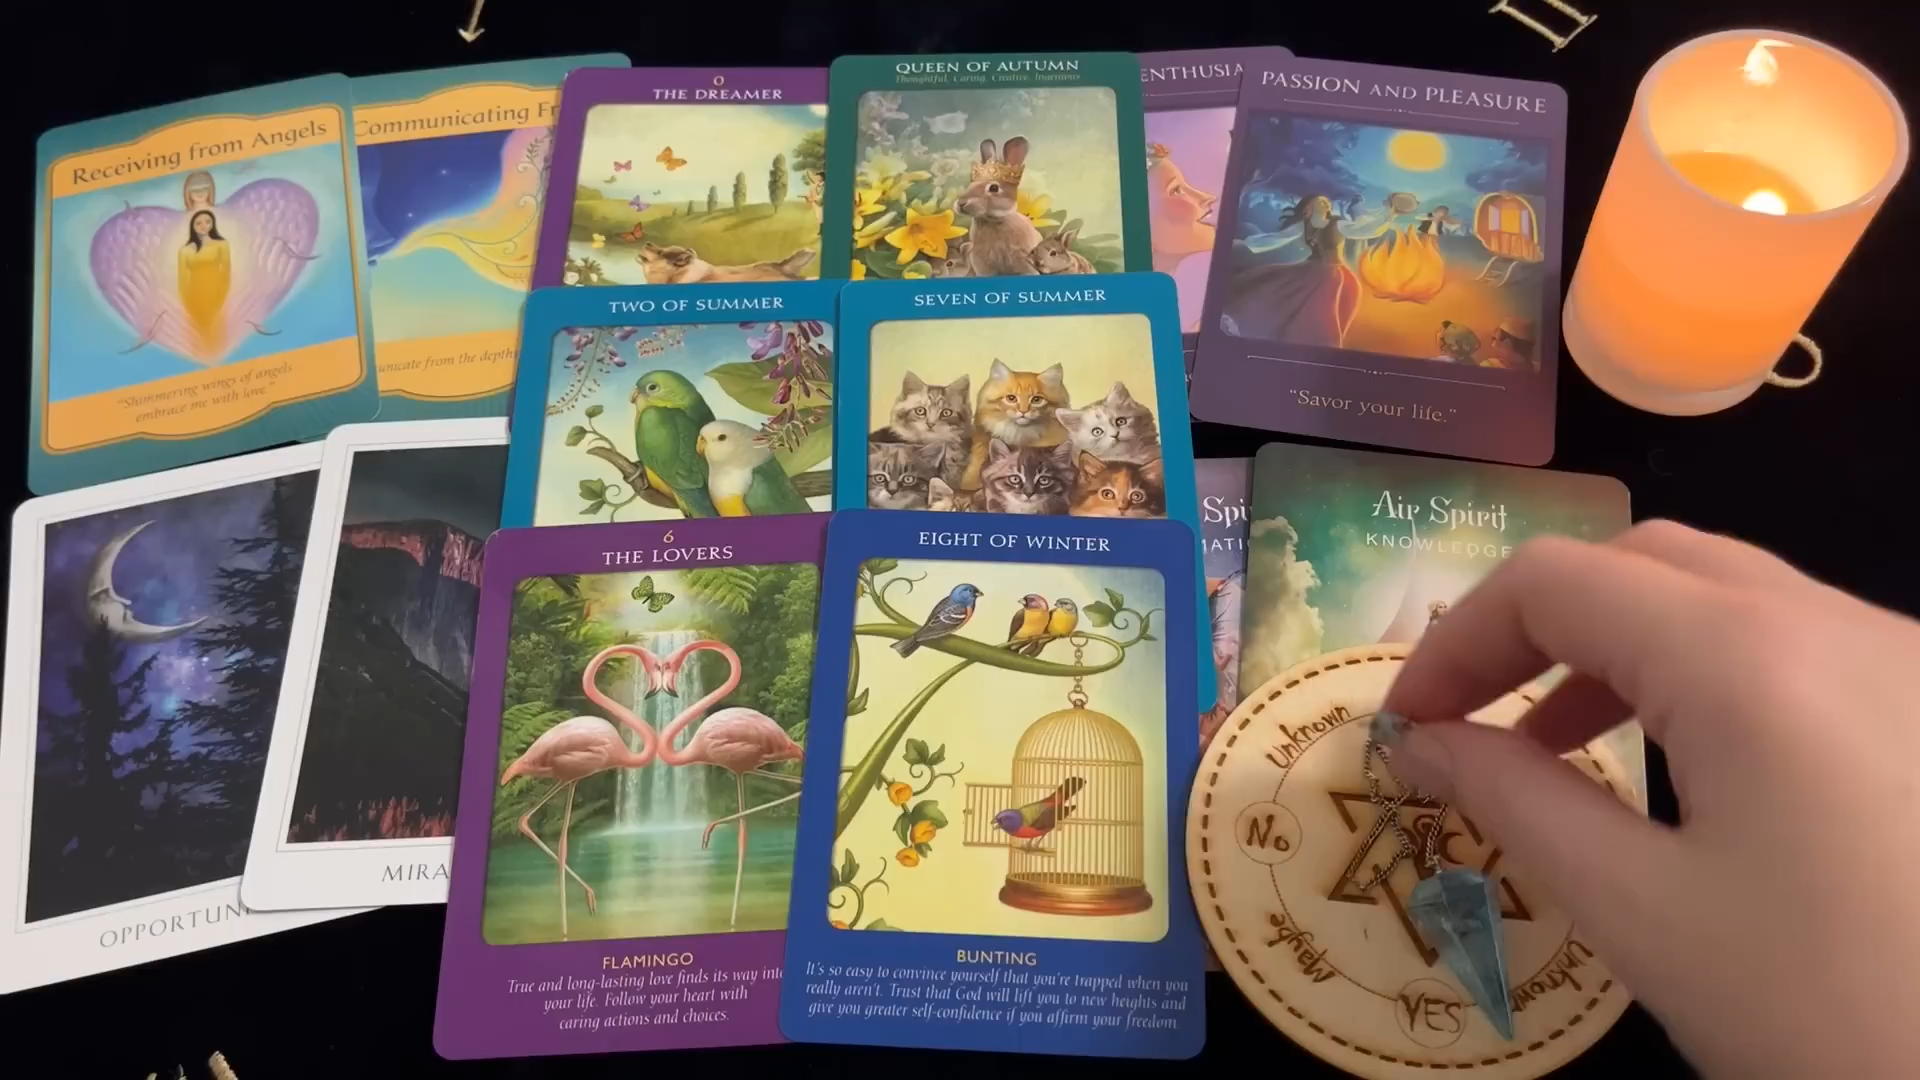 Receiving from Angels
"Shimmering wings of angels
embrace me with love."
Communicating Fr
unicate from the depth
0
THE DREAMER
QUEEN OF AUTUMN
Thoughtful, Caring, Creative, Ingenious
ENTHUSIA
PASSION AND PLEASURE
"Savor your life."
TWO OF SUMMER
SEVEN OF SUMMER
OPPORTUN
MIRA
6
THE LOVERS
FLAMINGO
True and long-lasting love finds its way into
your life. Follow your heart with
caring actions and choices.
EIGHT OF WINTER
BUNTING
It's so easy to convince yourself that you're trapped when you
really aren't. Trust that God will lift you to new heights and
give you greater self-confidence if you affirm your freedom.
Spi
MATI
Air Spirit
KNOWLEDGE
Unknown
No
Maybe
YES
Unknown